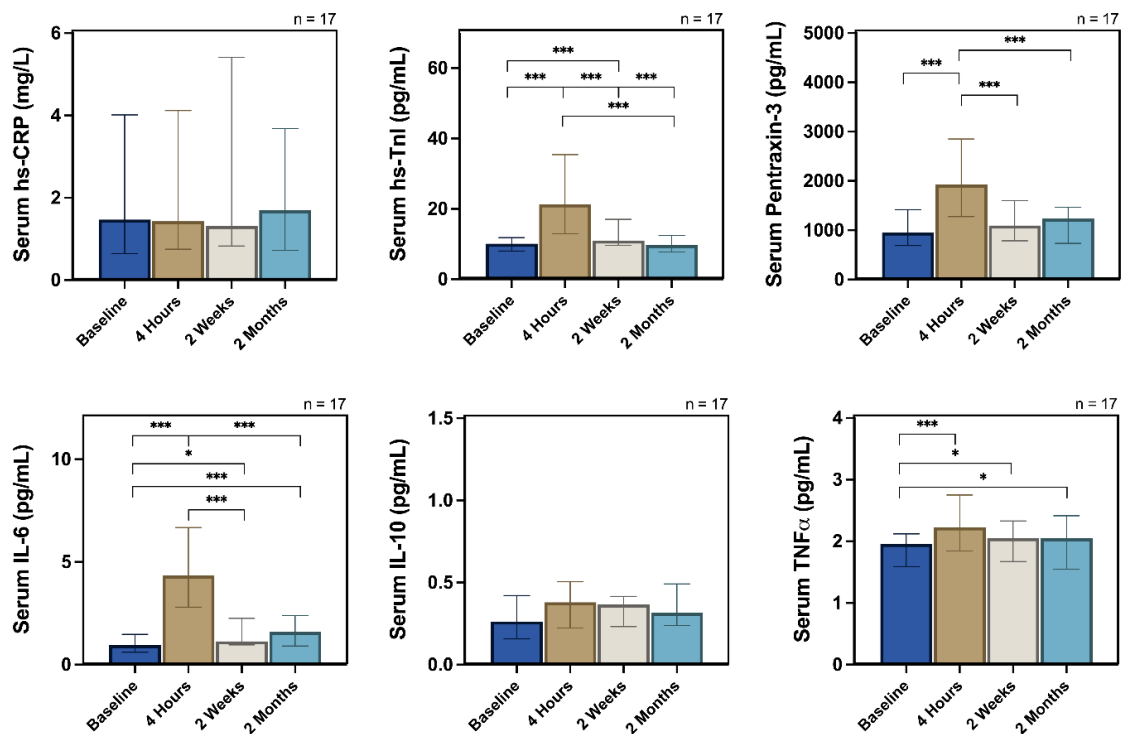 n = 17
Serum hs-CRP (mg/L)
6
4
2
0
Baseline
4 Hours
2 Weeks
2 Months
n = 17
Serum hs-TnI (pg/mL)
60
40
20
0
***
*** *** ***
***
Baseline
4 Hours
2 Weeks
2 Months
n = 17
Serum Pentraxin-3 (pg/mL)
5000
4000
3000
2000
1000
0
***
***
***
Baseline
4 Hours
2 Weeks
2 Months
n = 17
Serum IL-6 (pg/mL)
10
5
0
*** ***
*
***
***
Baseline
4 Hours
2 Weeks
2 Months
n = 17
Serum IL-10 (pg/mL)
1.5
1.0
0.5
0.0
Baseline
4 Hours
2 Weeks
2 Months
n = 17
Serum TNFα (pg/mL)
4
3
2
1
0
***
*
*
Baseline
4 Hours
2 Weeks
2 Months